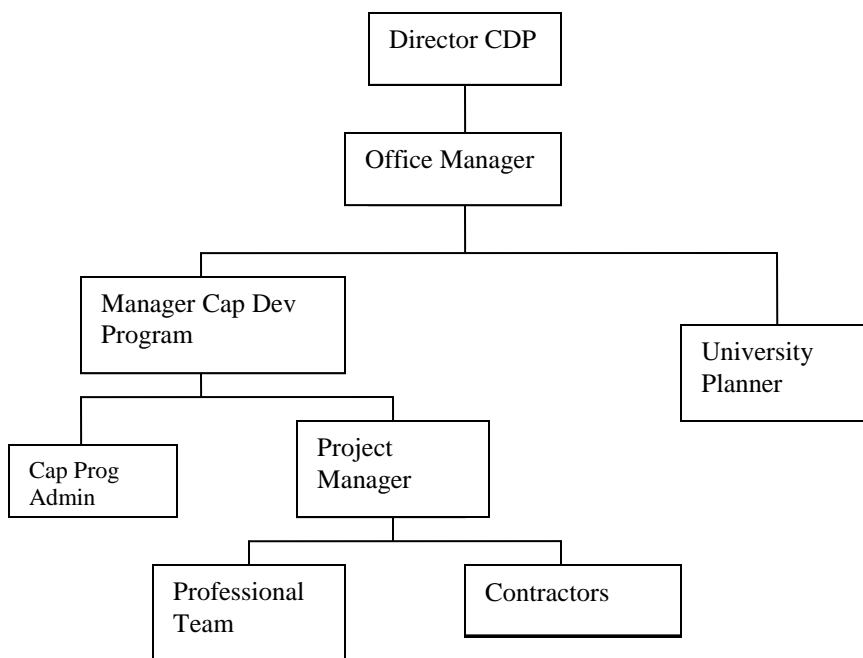 Director CDP
Office Manager
Manager Cap Dev
Program
University
Planner
Cap Prog
Admin
Project
Manager
Professional
Team
Contractors